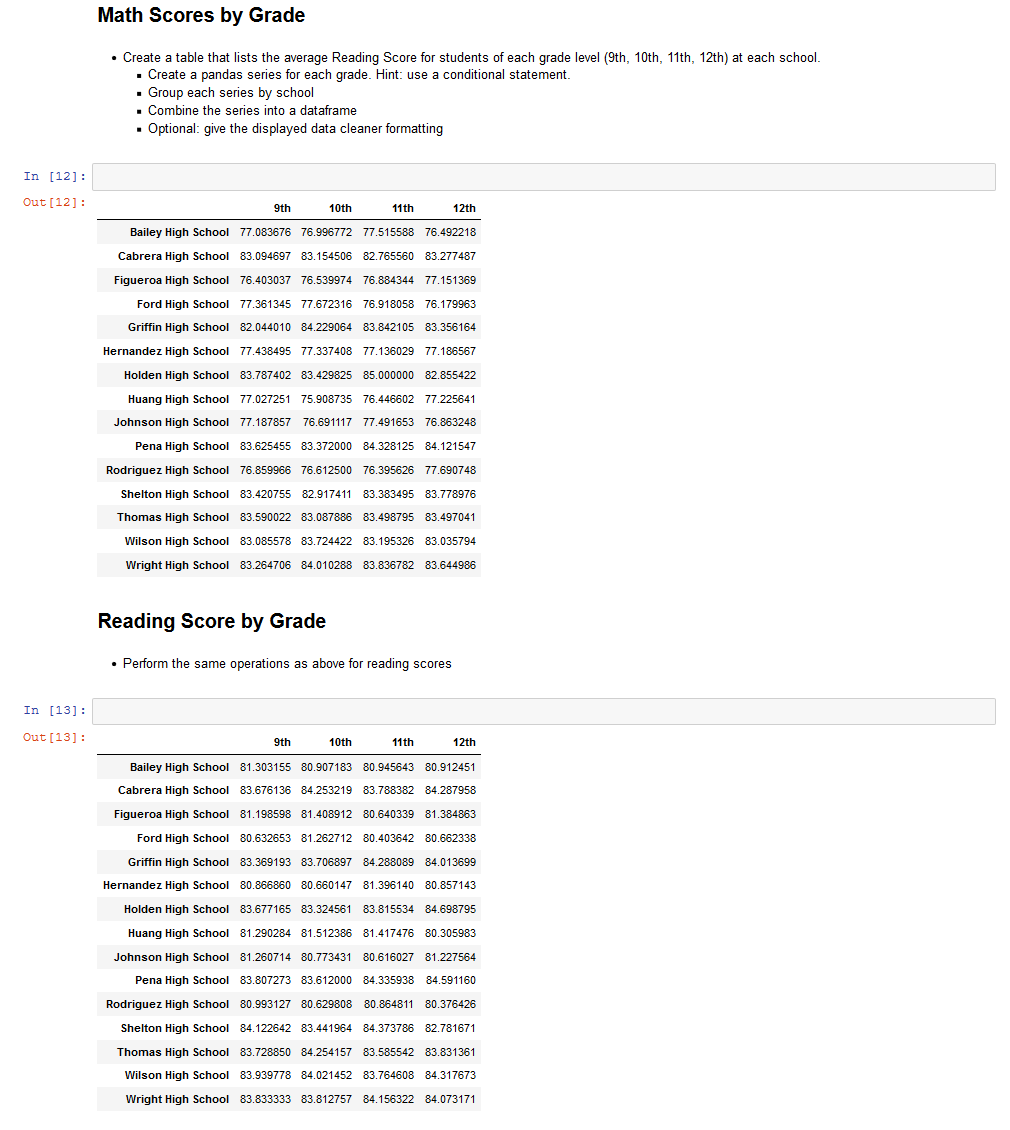 Math Scores by Grade
• Create a table that lists the average Reading Score for students of each grade level (9th, 10th, 11th, 12th) at each school.
▪ Create a pandas series for each grade. Hint: use a conditional statement.
▪ Group each series by school
▪ Combine the series into a dataframe
▪ Optional: give the displayed data cleaner formatting
In [12]:
Out[12]:
9th 10th 11th 12th
Bailey High School 77.083676 76.996772 77.515588 76.492218
Cabrera High School 83.094697 83.154506 82.765560 83.277487
Figueroa High School 76.403037 76.539974 76.884344 77.151369
Ford High School 77.361345 77.672316 76.918058 76.179963
Griffin High School 82.044010 84.229064 83.842105 83.356164
Hernandez High School 77.438495 77.337408 77.136029 77.186567
Holden High School 83.787402 83.429825 85.000000 82.855422
Huang High School 77.027251 75.908735 76.446602 77.225641
Johnson High School 77.187857 76.691117 77.491653 76.863248
Pena High School 83.625455 83.372000 84.328125 84.121547
Rodriguez High School 76.859966 76.612500 76.395626 77.690748
Shelton High School 83.420755 82.917411 83.383495 83.778976
Thomas High School 83.590022 83.087886 83.498795 83.497041
Wilson High School 83.085578 83.724422 83.195326 83.035794
Wright High School 83.264706 84.010288 83.836782 83.644986
Reading Score by Grade
• Perform the same operations as above for reading scores
In [13]:
Out[13]:
9th 10th 11th 12th
Bailey High School 81.303155 80.907183 80.945643 80.912451
Cabrera High School 83.676136 84.253219 83.788382 84.287958
Figueroa High School 81.198598 81.408912 80.640339 81.384863
Ford High School 80.632653 81.262712 80.403642 80.662338
Griffin High School 83.369193 83.706897 84.288089 84.013699
Hernandez High School 80.866860 80.660147 81.396140 80.857143
Holden High School 83.677165 83.324561 83.815534 84.698795
Huang High School 81.290284 81.512386 81.417476 80.305983
Johnson High School 81.260714 80.773431 80.616027 81.227564
Pena High School 83.807273 83.612000 84.335938 84.591160
Rodriguez High School 80.993127 80.629808 80.864811 80.376426
Shelton High School 84.122642 83.441964 84.373786 82.781671
Thomas High School 83.728850 84.254157 83.585542 83.831361
Wilson High School 83.939778 84.021452 83.764608 84.317673
Wright High School 83.833333 83.812757 84.156322 84.073171